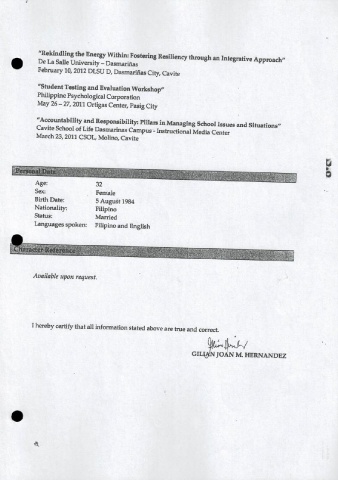 "Rekindling the Energy Within: Fostering Resiliency through an Integrative Approach"
De La Salle University – Dasmariñas
February 10, 2012 DLSU D, Dasmariñas City, Cavite
"Student Testing and Evaluation Workshop"
Philippine Psychological Corporation
May 26 – 27, 2011 Ortigas Center, Pasig City
"Accountability and Responsibility: Pillars in Managing School Issues and Situations"
Cavite School of Life Dasmarinas Campus - Instructional Media Center
March 23, 2011 CSOL, Molino, Cavite
Personal Data
Age: 32
Sex: Female
Birth Date: 5 August 1984
Nationality: Filipino
Status: Married
Languages spoken: Filipino and English
Character Reference
Available upon request.
I hereby certify that all information stated above are true and correct.
GILIAN JOAN M. HERNANDEZ